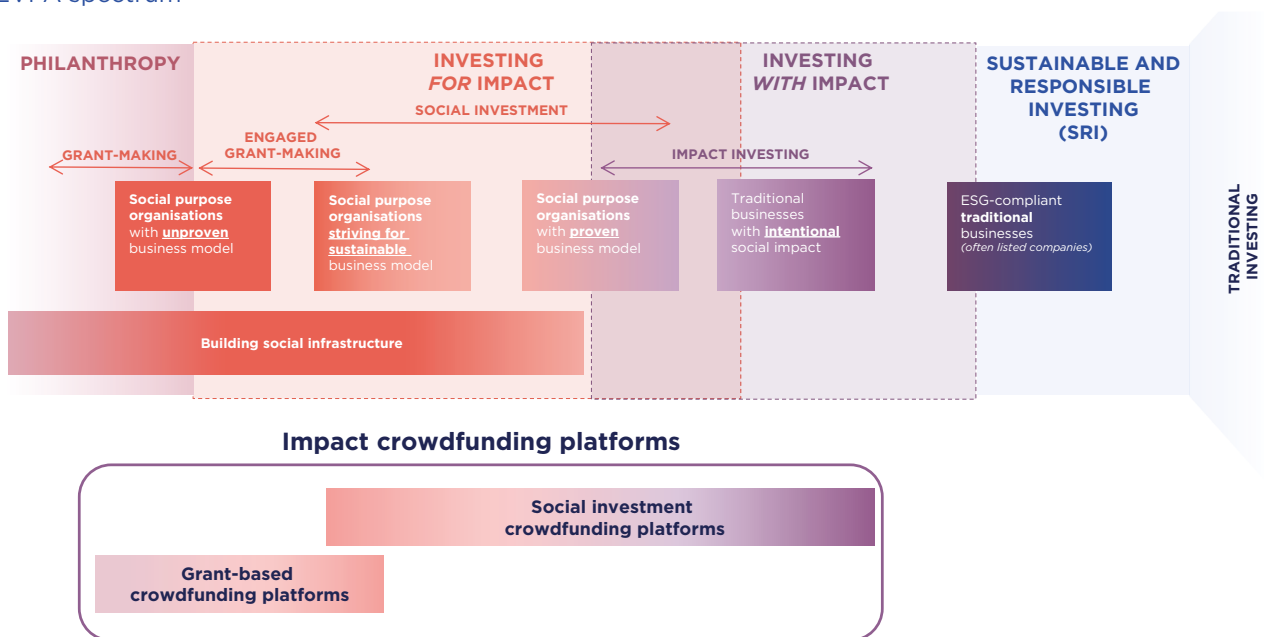 EVPA spectrum
PHILANTHROPY
INVESTING
FOR IMPACT
INVESTING
WITH IMPACT
SUSTAINABLE AND
RESPONSIBLE
INVESTING
(SRI)
TRADITIONAL
INVESTING
SOCIAL INVESTMENT
GRANT-MAKING
ENGAGED
GRANT-MAKING
IMPACT INVESTING
Social purpose
organisations
with unproven
business model
Social purpose
organisations
striving for
sustainable
business model
Social purpose
organisations
with proven
business model
Traditional
businesses
with intentional
social impact
ESG-compliant
traditional
businesses
(often listed companies)
Building social infrastructure
Impact crowdfunding platforms
Social investment
crowdfunding platforms
Grant-based
crowdfunding platforms